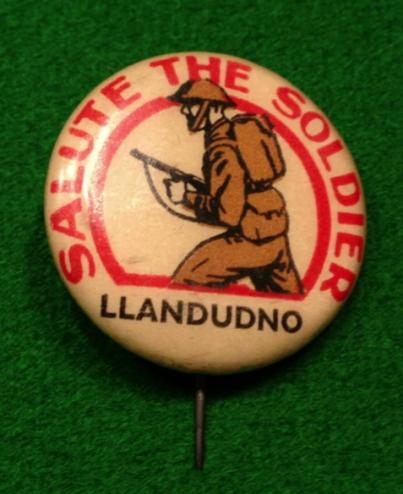 SALUTE THE SOLDIER
LLANDUDNO